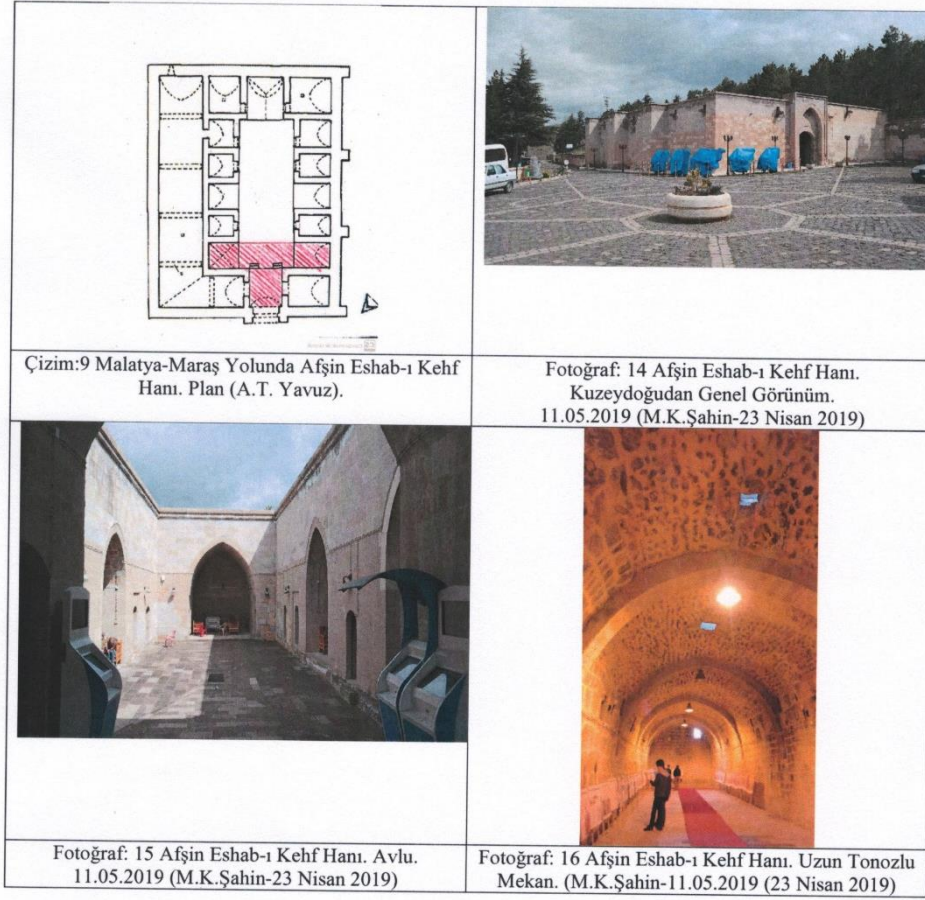 Çizim:9 Malatya-Maraş Yolunda Afşin Eshab-ı Kehf
Hanı. Plan (A.T. Yavuz).
Fotoğraf: 14 Afşin Eshab-ı Kehf Hanı.
Kuzeydoğudan Genel Görünüm.
11.05.2019 (M.K.Şahin-23 Nisan 2019)
Fotoğraf: 15 Afşin Eshab-ı Kehf Hanı. Avlu.
11.05.2019 (M.K.Şahin-23 Nisan 2019)
Fotoğraf: 16 Afşin Eshab-ı Kehf Hanı. Uzun Tonozlu
Mekan. (M.K.Şahin-11.05.2019 (23 Nisan 2019)